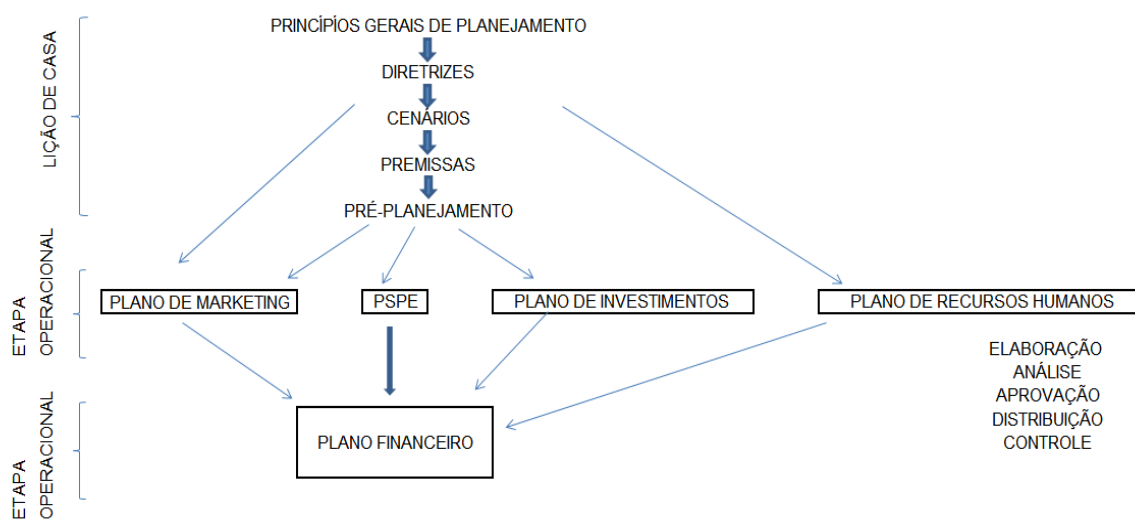 PRINCÍPÍOS GERAIS DE PLANEJAMENTO
DIRETRIZES
CENÁRIOS
PREMISSAS
PRÉ-PLANEJAMENTO
LIÇÃO DE CASA
ETAPA
OPERACIONAL
PLANO DE MARKETING
PSPE
PLANO DE INVESTIMENTOS
PLANO DE RECURSOS HUMANOS
ELABORAÇÃO
ANÁLISE
APROVAÇÃO
DISTRIBUIÇÃO
CONTROLE
ETAPA
OPERACIONAL
PLANO FINANCEIRO